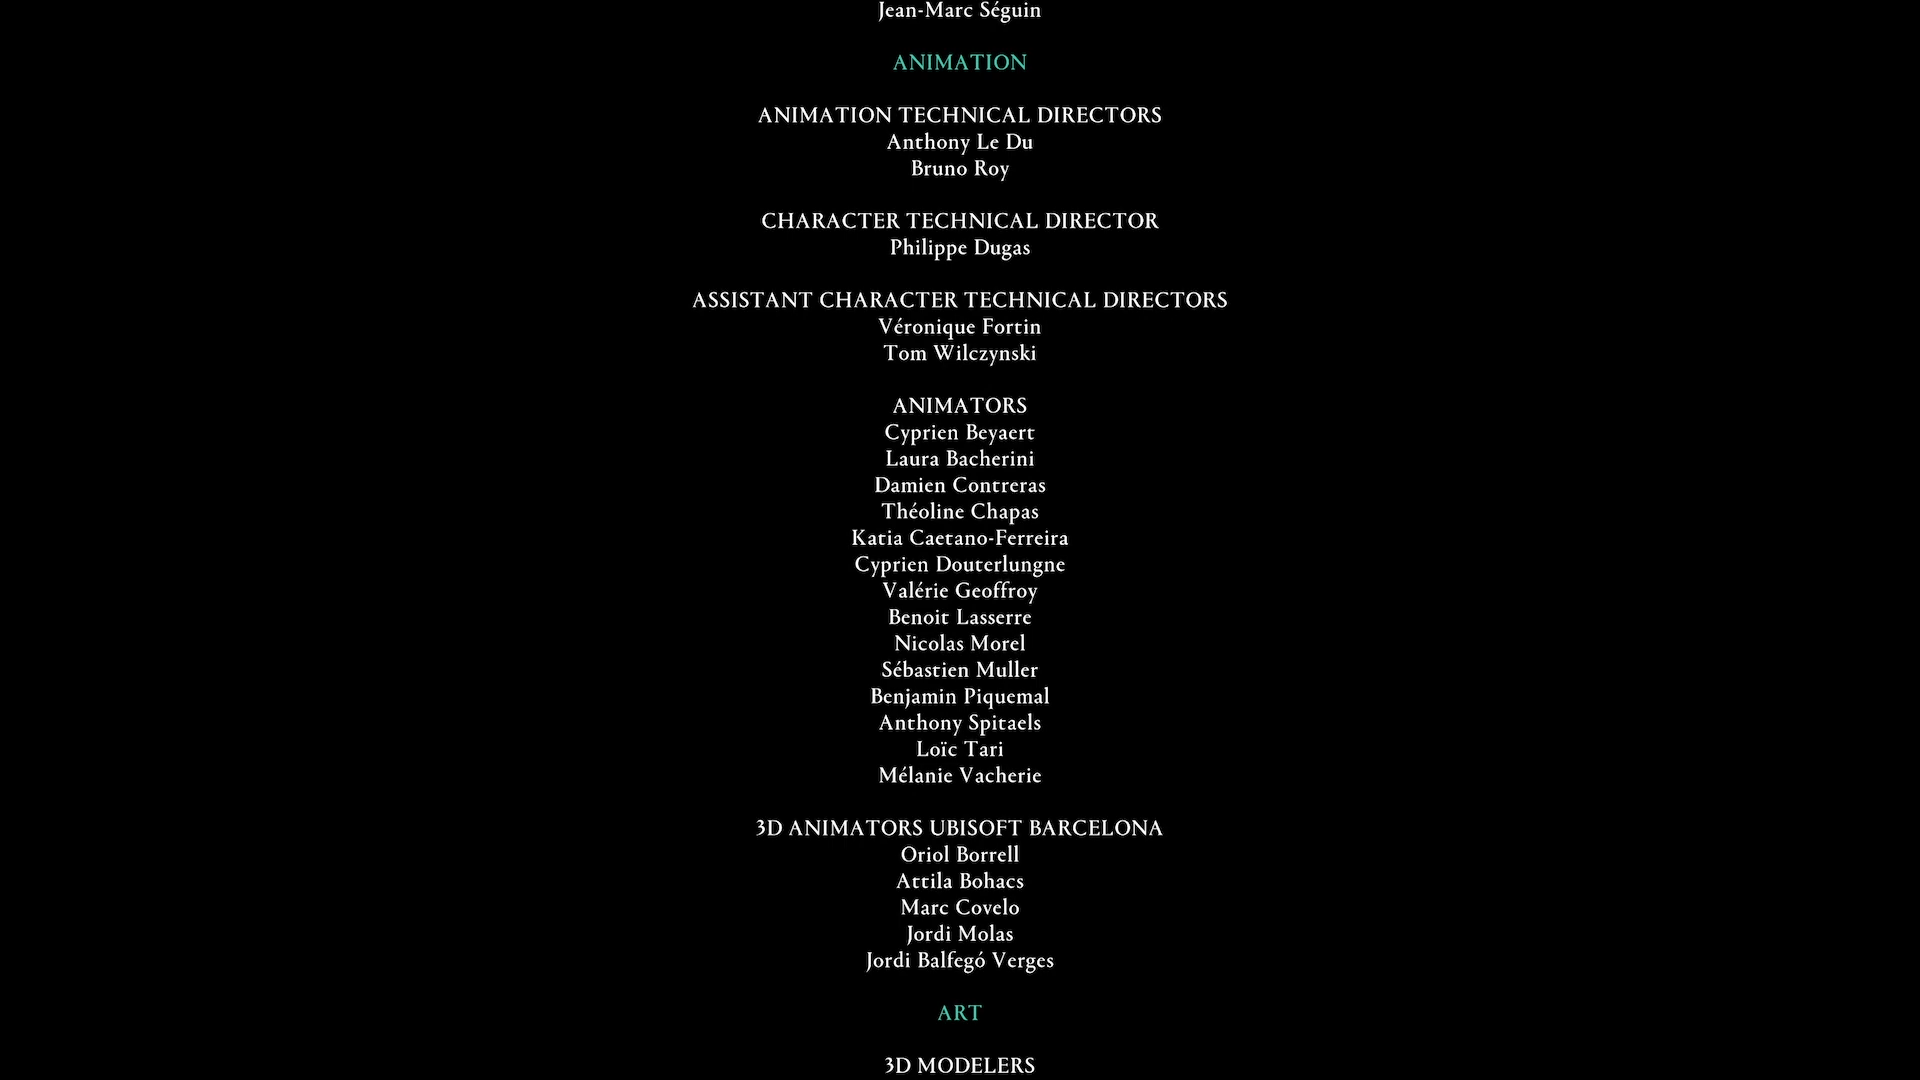 Jean-Marc Séguin
ANIMATION
ANIMATION TECHNICAL DIRECTORS
Anthony Le Du
Bruno Roy
CHARACTER TECHNICAL DIRECTOR
Philippe Dugas
ASSISTANT CHARACTER TECHNICAL DIRECTORS
Véronique Fortin
Tom Wilczynski
ANIMATORS
Cyprien Beyaert
Laura Bacherini
Damien Contreras
Théoline Chapas
Katia Caetano-Ferreira
Cyprien Douterlungne
Valérie Geoffroy
Benoit Lasserre
Nicolas Morel
Sébastien Muller
Benjamin Piquemal
Anthony Spitaels
Loïc Tari
Mélanie Vacherie
3D ANIMATORS UBISOFT BARCELONA
Oriol Borrell
Attila Bohacs
Marc Covelo
Jordi Molas
Jordi Balfegó Verges
ART
3D MODELERS